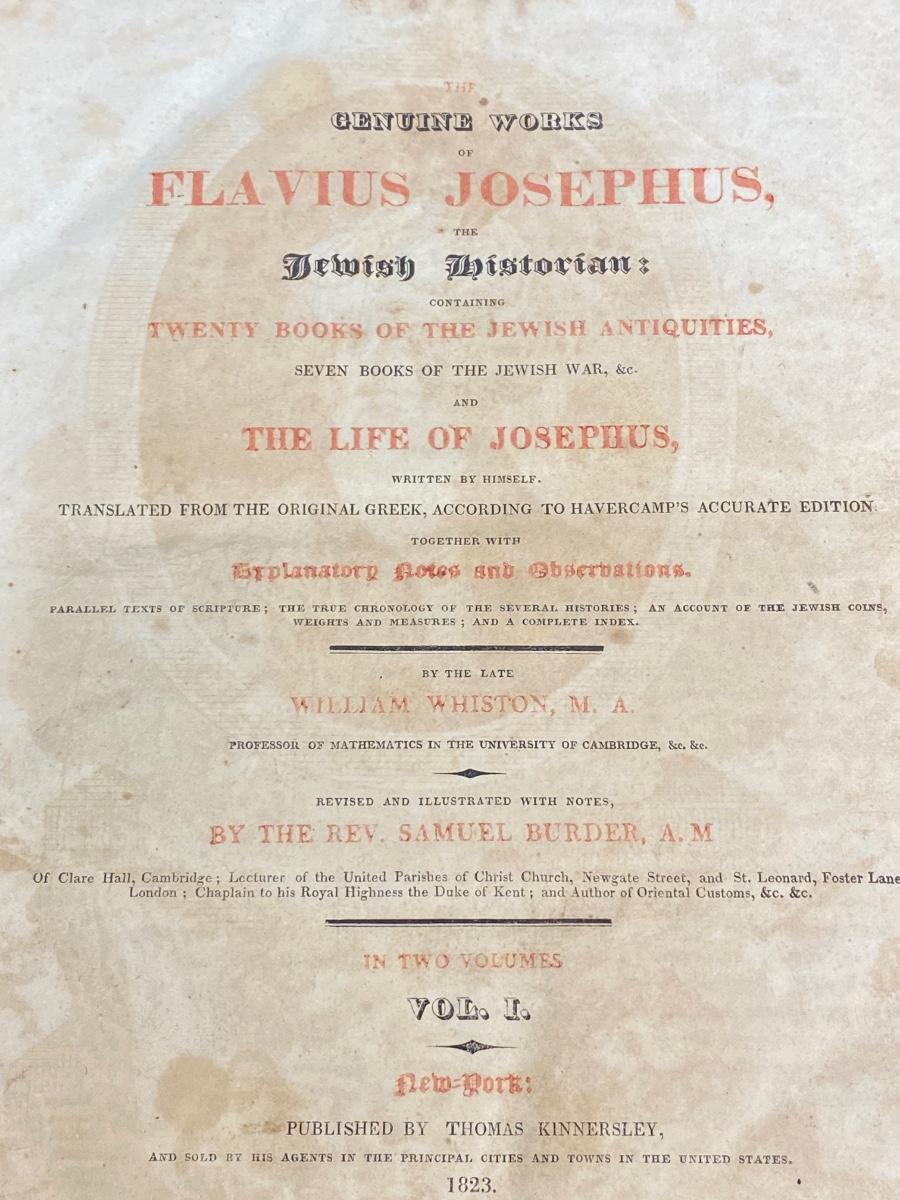 THE
GENUINE WORKS
OF
FLAVIUS JOSEPHUS,
THE
Jewish Historian:
CONTAINING
TWENTY BOOKS OF THE JEWISH ANTIQUITIES,
SEVEN BOOKS OF THE JEWISH WAR, &c.
AND
THE LIFE OF JOSEPHUS,
WRITTEN BY HIMSELF.
TRANSLATED FROM THE ORIGINAL GREEK, ACCORDING TO HAVERCAMP'S ACCURATE EDITION.
TOGETHER WITH
Explanatory Notes and Observations.
PARALLEL TEXTS OF SCRIPTURE; THE TRUE CHRONOLOGY OF THE SEVERAL HISTORIES; AN ACCOUNT OF THE JEWISH COINS,
WEIGHTS AND MEASURES; AND A COMPLETE INDEX.
BY THE LATE
WILLIAM WHISTON, M. A.
PROFESSOR OF MATHEMATICS IN THE UNIVERSITY OF CAMBRIDGE, &c. &c.
REVISED AND ILLUSTRATED WITH NOTES,
BY THE REV. SAMUEL BURDER, A. M
Of Clare Hall, Cambridge; Lecturer of the United Parishes of Christ Church, Newgate Street, and St. Leonard, Foster Lane
London; Chaplain to his Royal Highness the Duke of Kent; and Author of Oriental Customs, &c. &c.
IN TWO VOLUMES
VOL. I.
New-York:
PUBLISHED BY THOMAS KINNERSLEY,
AND SOLD BY HIS AGENTS IN THE PRINCIPAL CITIES AND TOWNS IN THE UNITED STATES.
1823.